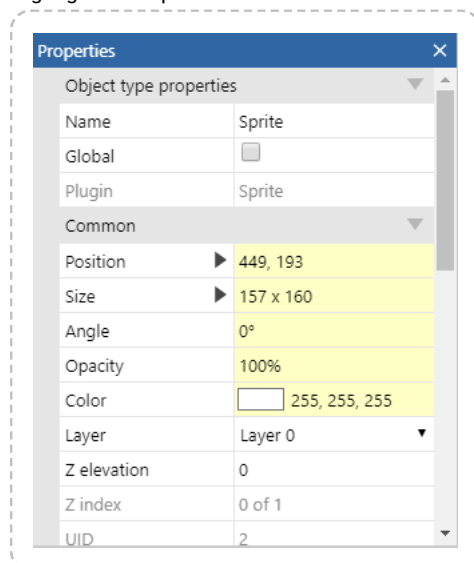 Properties
Object type properties
Name Sprite
Global
Plugin Sprite
Common
Position 449, 193
Size 157 x 160
Angle 0°
Opacity 100%
Color 255, 255, 255
Layer Layer 0
Z elevation 0
Z index 0 of 1
UID 2